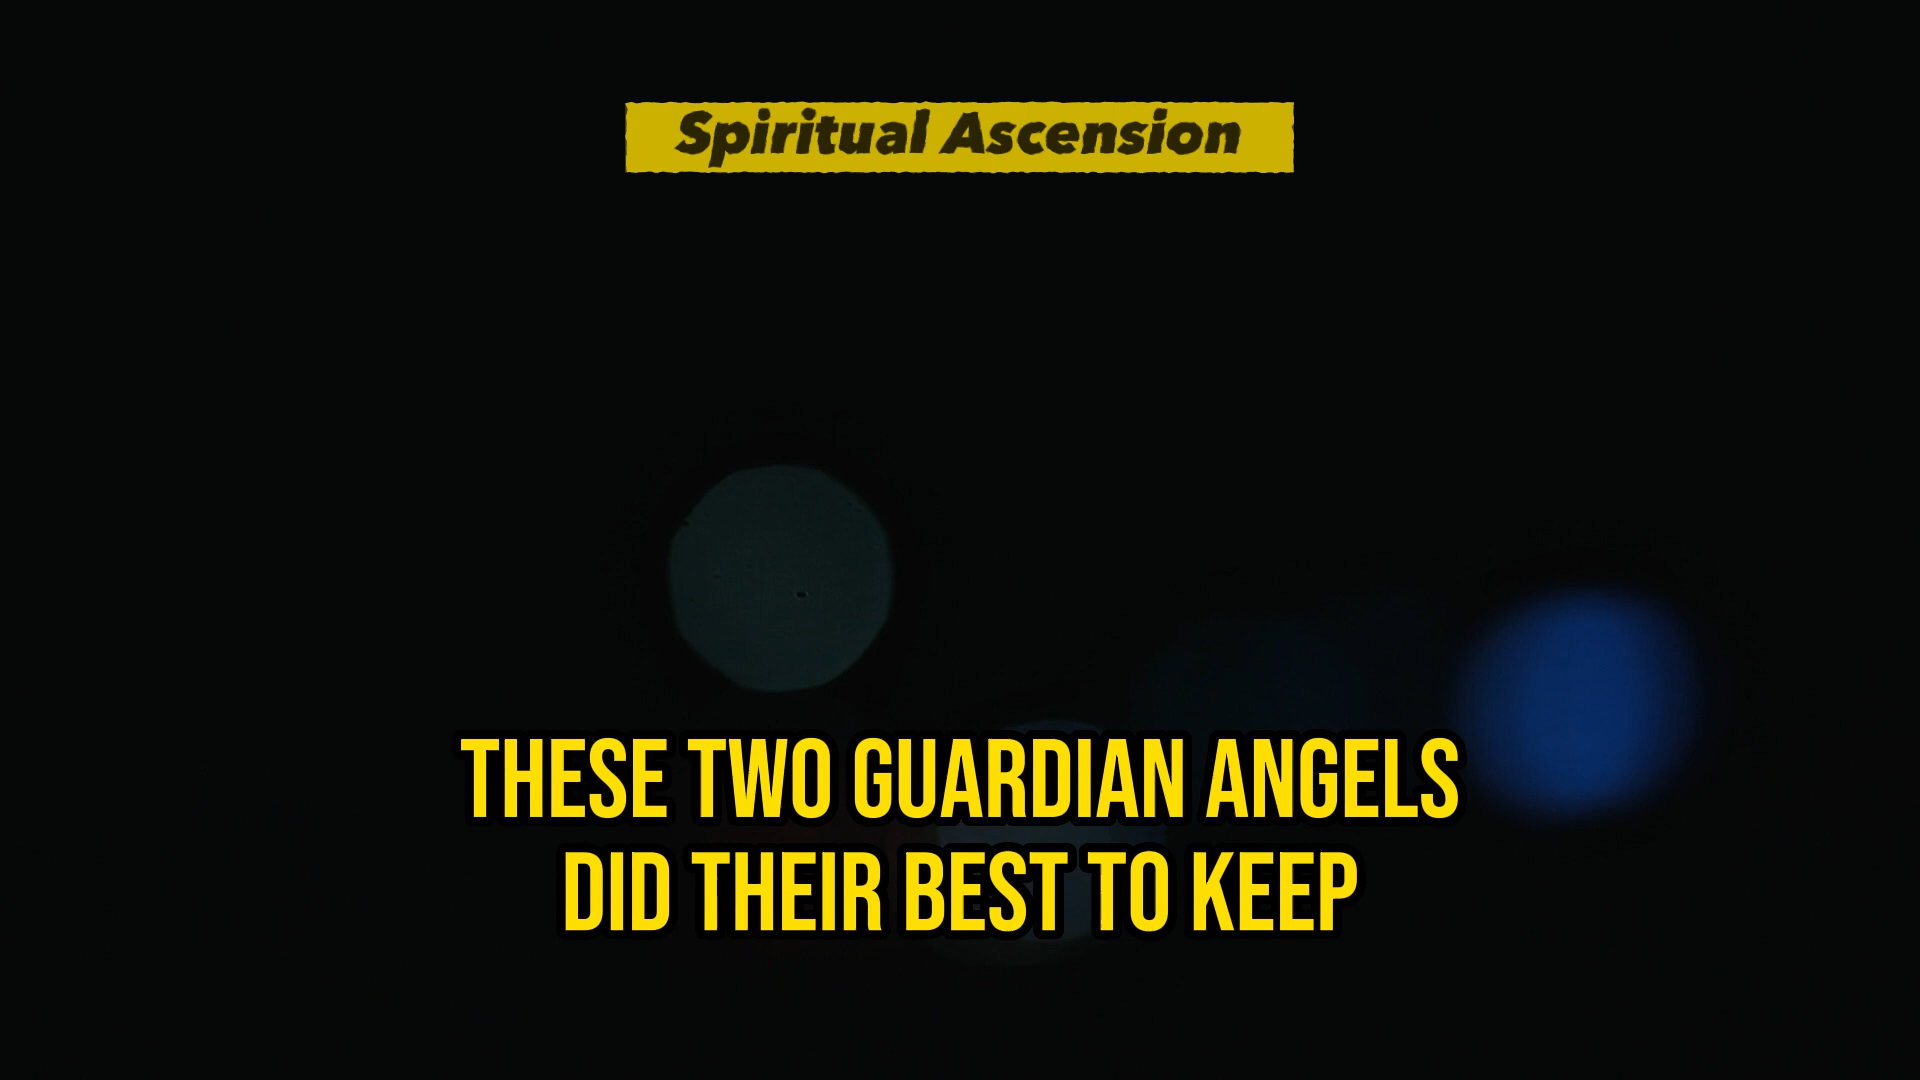 Spiritual Ascension
THESE TWO GUARDIAN ANGELS
DID THEIR BEST TO KEEP